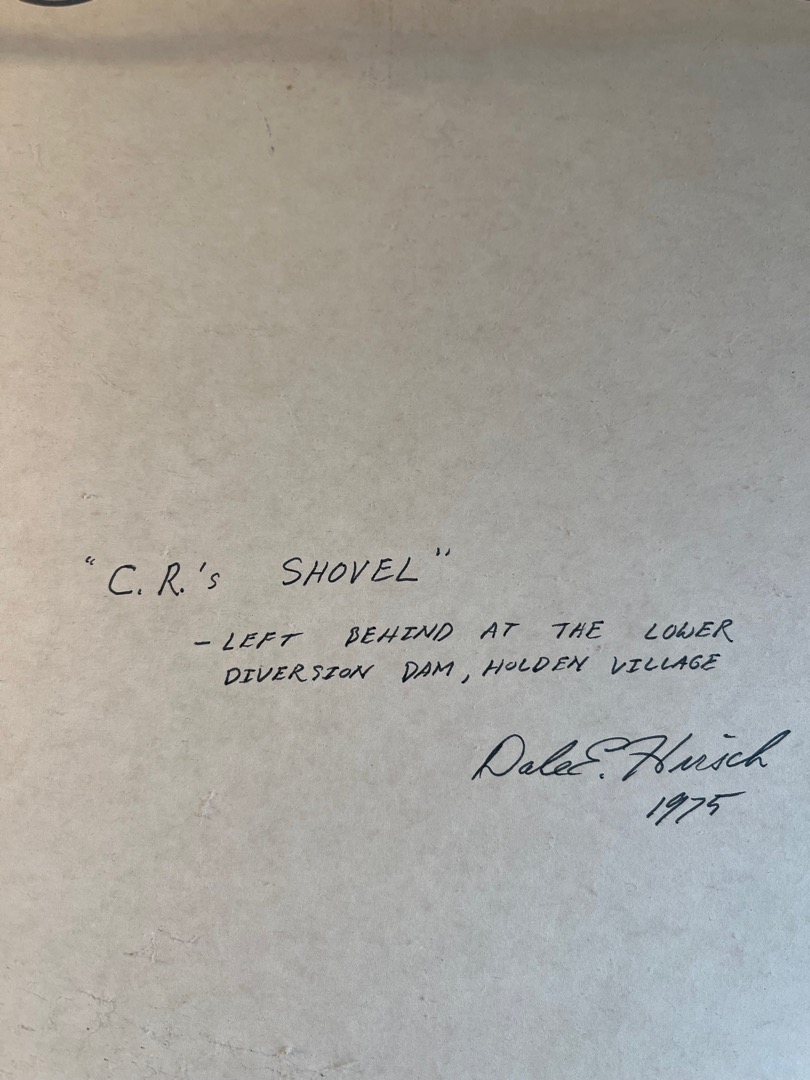 "C.R.'s SHOVEL"
- LEFT BEHIND AT THE LOWER
DIVERSION DAM, HOLDEN VILLAGE
Dale E. Hirsch
1975